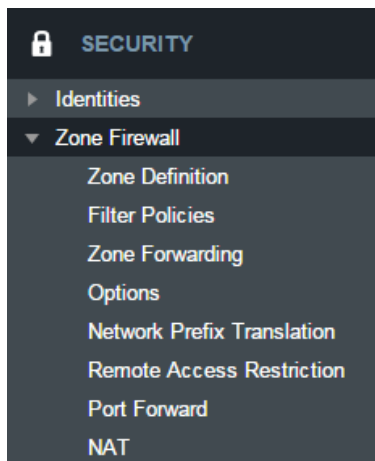 SECURITY
Identities
Zone Firewall
Zone Definition
Filter Policies
Zone Forwarding
Options
Network Prefix Translation
Remote Access Restriction
Port Forward
NAT